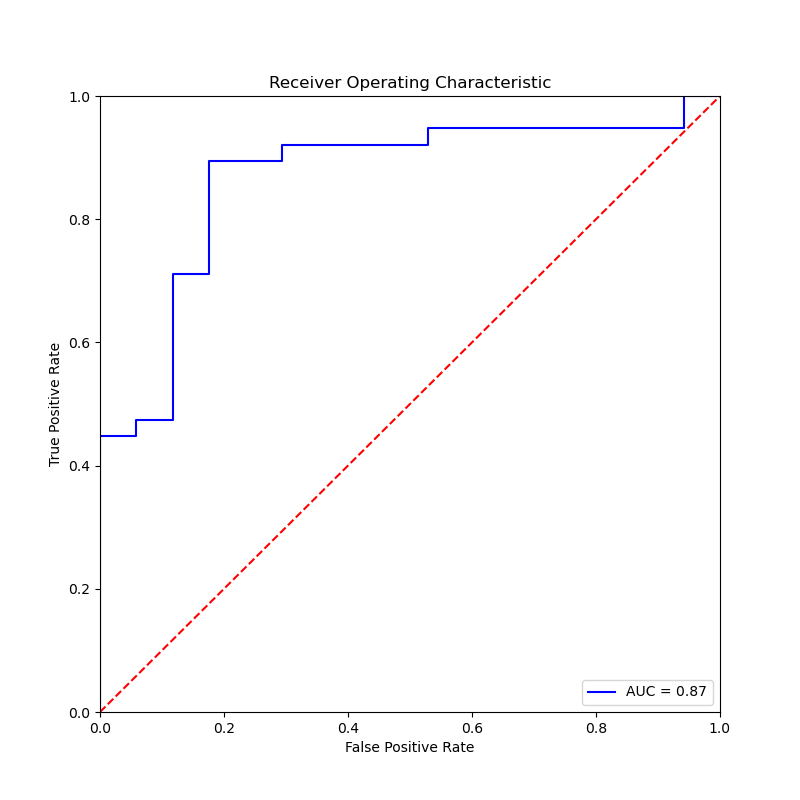 Receiver Operating Characteristic
True Positive Rate
1.0
0.8
0.6
0.4
0.2
0.0
AUC = 0.87
0.0 0.2 0.4 0.6 0.8 1.0
False Positive Rate